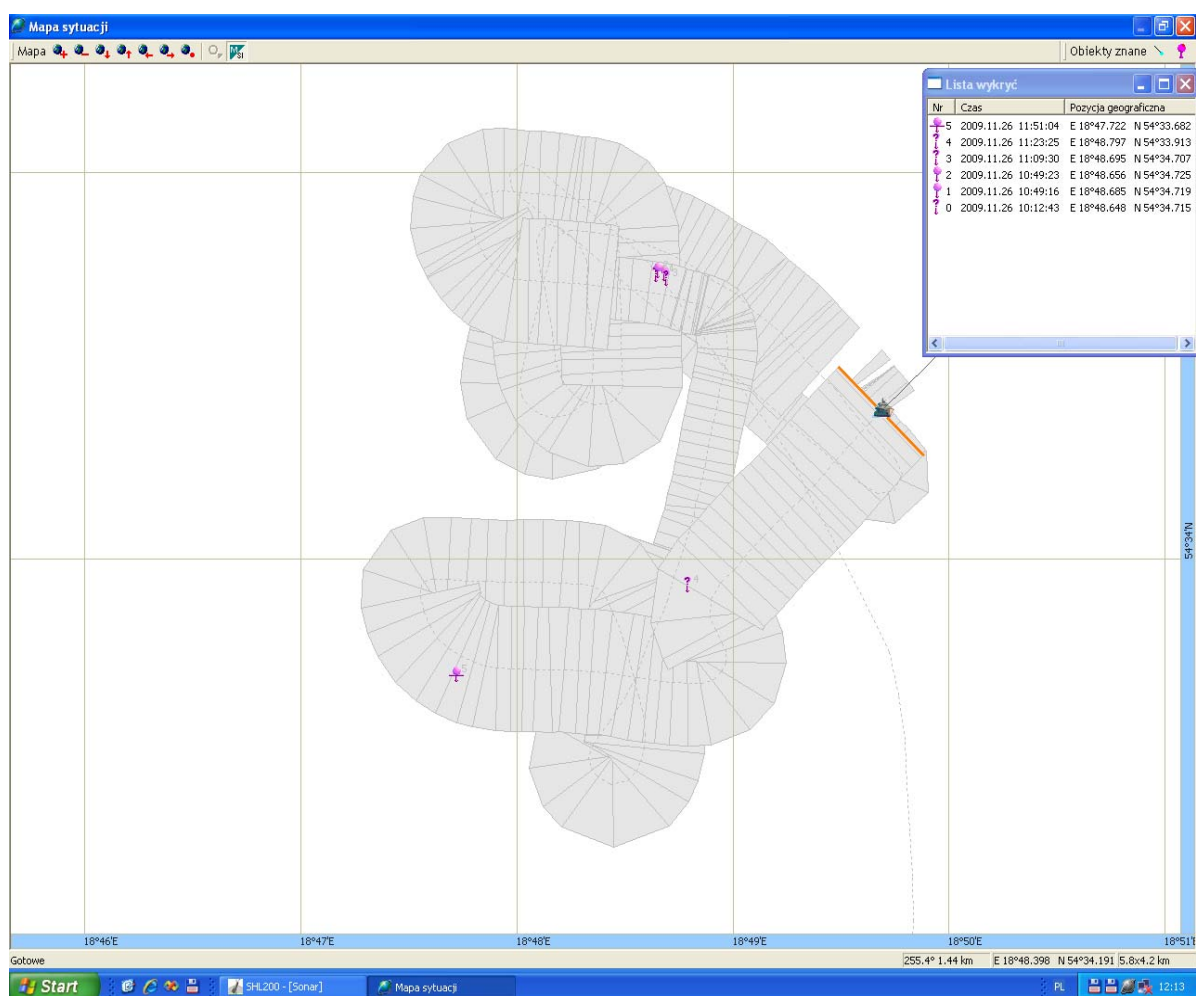 Mapa sytuacji
Mapa
MSI
Obiekty znane
Lista wykryć
Nr Czas Pozycja geograficzna
5 2009.11.26 11:51:04 E 18°47.722 N 54°33.682
4 2009.11.26 11:23:25 E 18°48.797 N 54°33.913
3 2009.11.26 11:09:30 E 18°48.695 N 54°34.707
2 2009.11.26 10:49:23 E 18°48.656 N 54°34.725
1 2009.11.26 10:49:16 E 18°48.685 N 54°34.719
0 2009.11.26 10:12:43 E 18°48.648 N 54°34.715
3
4
5
54°34'N
18°46'E 18°47'E 18°48'E 18°49'E 18°50'E 18°51'E
Gotowe 255.4° 1.44 km E 18°48.398 N 54°34.191 5.8x4.2 km
Start SHL200 - [Sonar] Mapa sytuacji PL 12:13